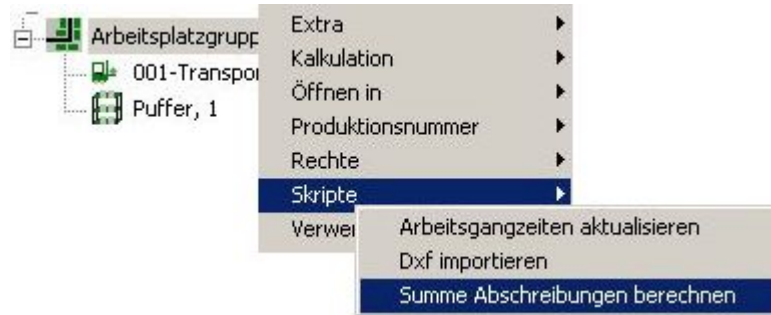 Arbeitsplatzgrupp
001-Transpo
Puffer, 1
Extra
Kalkulation
Öffnen in
Produktionsnummer
Rechte
Skripte
Verwe
Arbeitsgangzeiten aktualisieren
Dxf importieren
Summe Abschreibungen berechnen